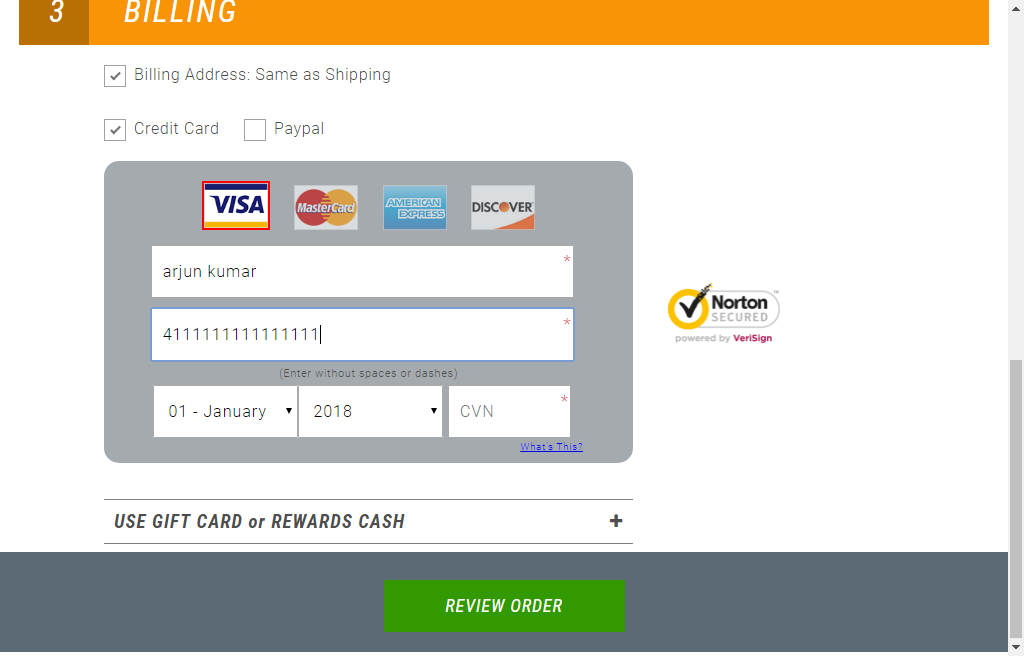 3 BILLING
Billing Address: Same as Shipping
Credit Card Paypal
VISA MasterCard AMERICAN EXPRESS DISCOVER
arjun kumar *
4111111111111111 *
(Enter without spaces or dashes)
01 - January 2018 CVN *
What's This?
Norton
SECURED
powered by VeriSign
USE GIFT CARD or REWARDS CASH +
REVIEW ORDER